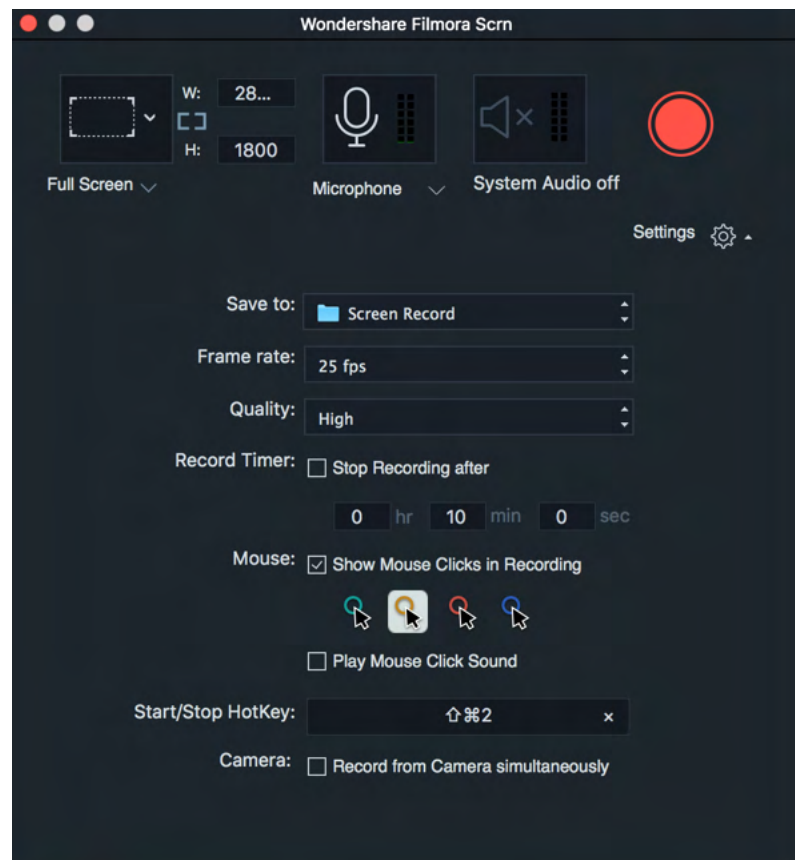 Wondershare Filmora Scrn
W: 28...
H: 1800
Full Screen
Microphone
System Audio off
Settings
Save to: Screen Record
Frame rate: 25 fps
Quality: High
Record Timer: Stop Recording after
0 hr 10 min 0 sec
Mouse: Show Mouse Clicks in Recording
Play Mouse Click Sound
Start/Stop HotKey: ⇧⌘2 ×
Camera: Record from Camera simultaneously